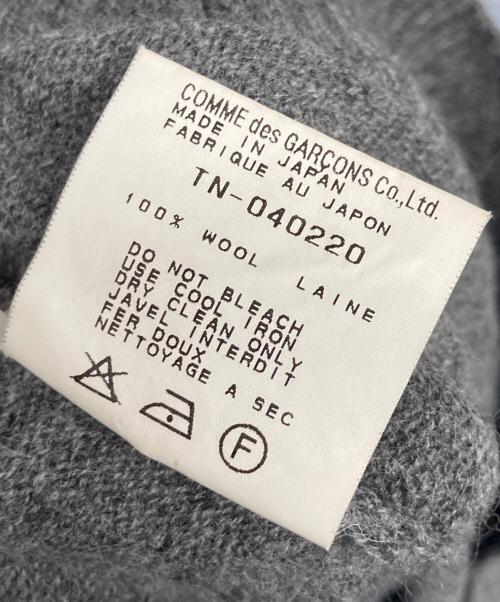 COMME des GARÇONS Co.,Ltd.
MADE IN JAPAN
FABRIQUE AU JAPON
TN-040220
100% WOOL LAINE
DO NOT BLEACH
USE COOL IRON
DRY CLEAN ONLY
JAVEL INTERDIT
FER DOUX
NETTOYAGE A SEC
F